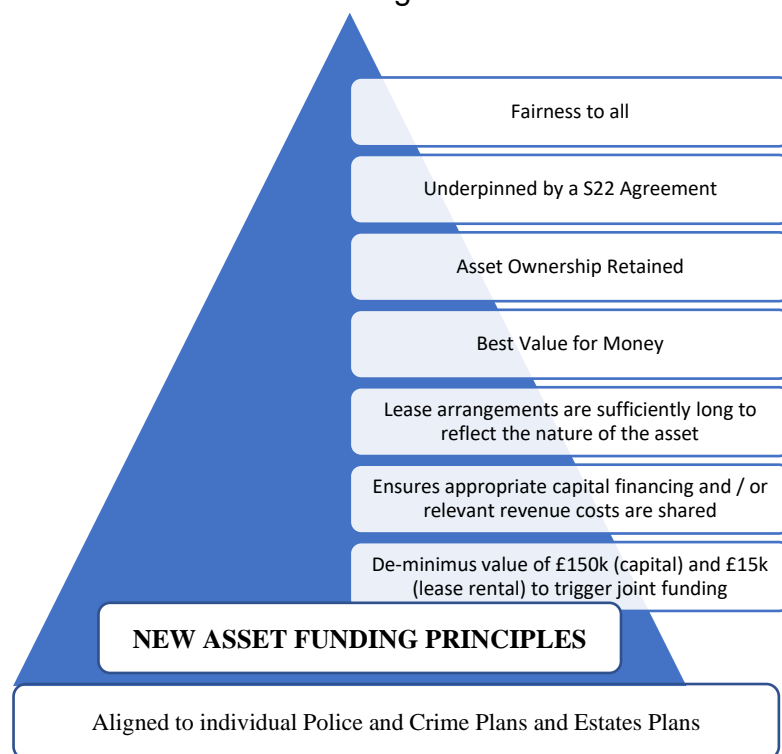 Fairness to all
Underpinned by a S22 Agreement
Asset Ownership Retained
Best Value for Money
Lease arrangements are sufficiently long to
reflect the nature of the asset
Ensures appropriate capital financing and / or
relevant revenue costs are shared
De-minimus value of £150k (capital) and £15k
(lease rental) to trigger joint funding
NEW ASSET FUNDING PRINCIPLES
Aligned to individual Police and Crime Plans and Estates Plans